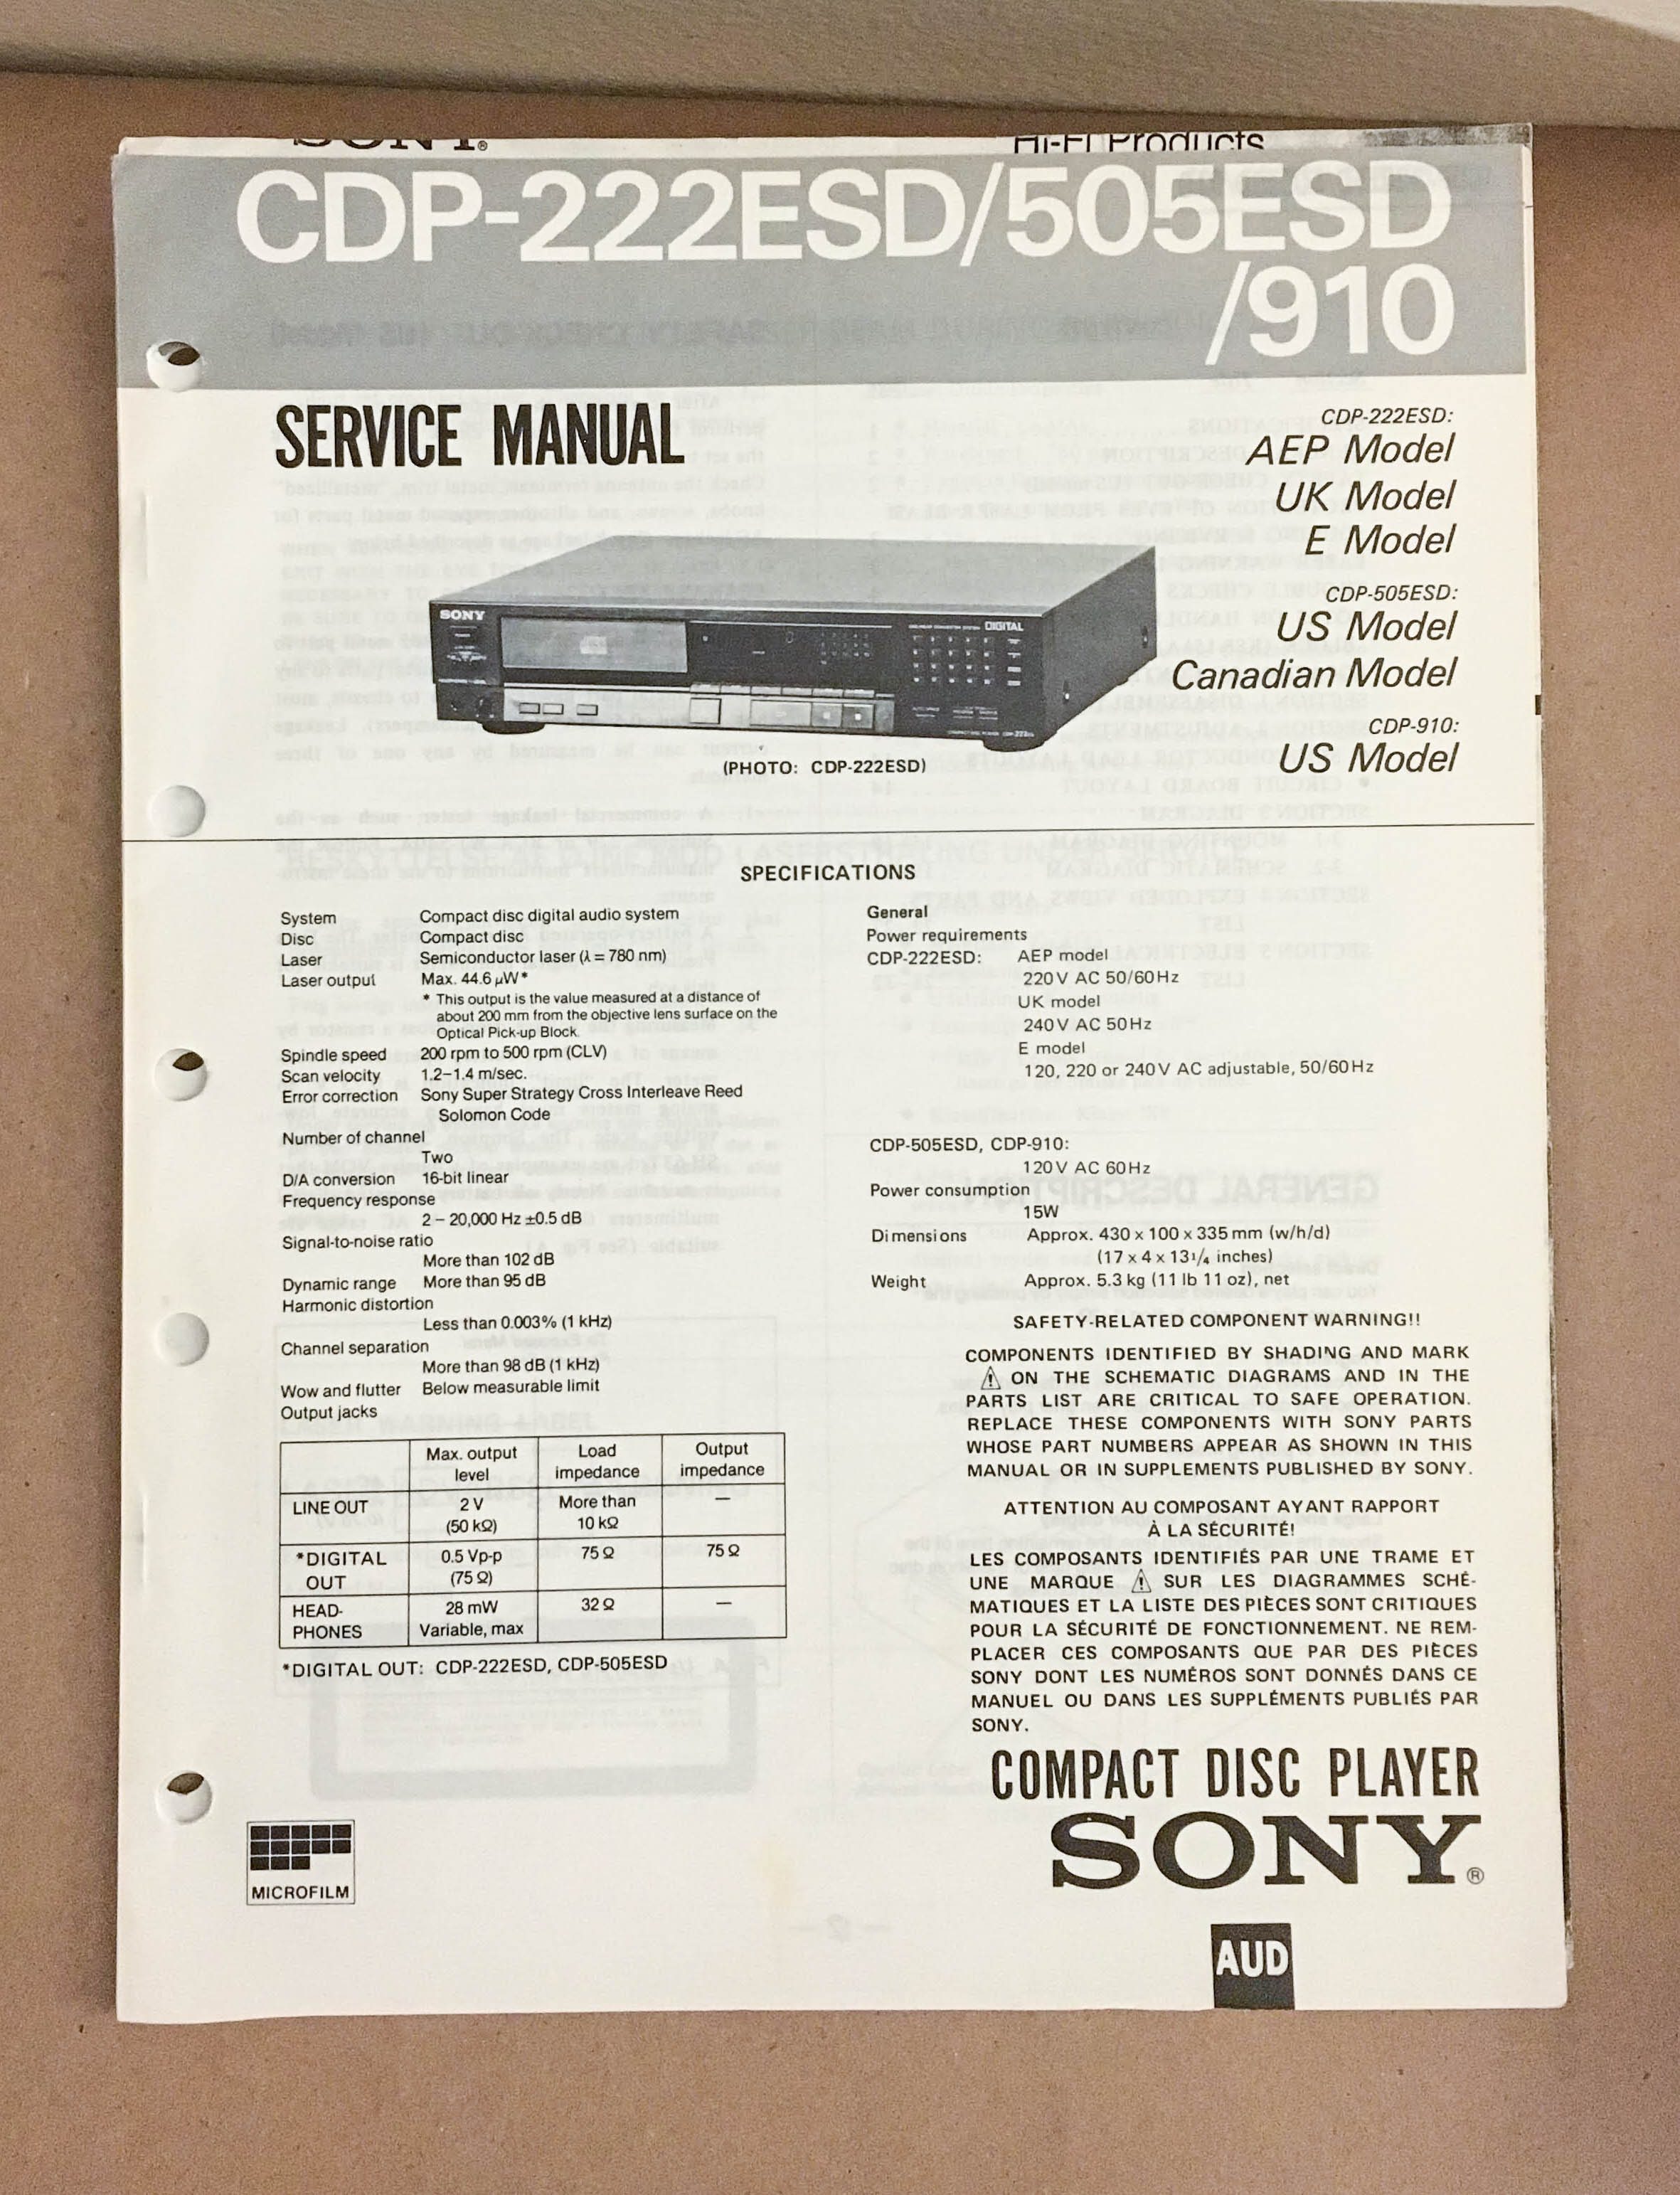 SONY®
Hi-Fi Products
CDP-222ESD/505ESD
/910
SERVICE MANUAL
CDP-222ESD:
AEP Model
UK Model
E Model
CDP-505ESD:
US Model
Canadian Model
CDP-910:
US Model
SONY
DIGITAL
(PHOTO: CDP-222ESD)
SPECIFICATIONS
System Compact disc digital audio system
Disc Compact disc
Laser Semiconductor laser (λ = 780 nm)
Laser output Max. 44.6 μW*
* This output is the value measured at a distance of
about 200 mm from the objective lens surface on the
Optical Pick-up Block.
Spindle speed 200 rpm to 500 rpm (CLV)
Scan velocity 1.2–1.4 m/sec.
Error correction Sony Super Strategy Cross Interleave Reed
Solomon Code
Number of channel
Two
D/A conversion 16-bit linear
Frequency response
2 – 20,000 Hz ±0.5 dB
Signal-to-noise ratio
More than 102 dB
Dynamic range More than 95 dB
Harmonic distortion
Less than 0.003% (1 kHz)
Channel separation
More than 98 dB (1 kHz)
Wow and flutter Below measurable limit
Output jacks
Max. output level Load impedance Output impedance
LINE OUT 2 V (50 kΩ) More than 10 kΩ —
*DIGITAL OUT 0.5 Vp-p (75 Ω) 75 Ω 75 Ω
HEAD-PHONES 28 mW Variable, max 32 Ω —
*DIGITAL OUT: CDP-222ESD, CDP-505ESD
General
Power requirements
CDP-222ESD: AEP model
220V AC 50/60Hz
UK model
240V AC 50Hz
E model
120, 220 or 240V AC adjustable, 50/60Hz
CDP-505ESD, CDP-910:
120V AC 60Hz
Power consumption
15W
Dimensions Approx. 430 x 100 x 335 mm (w/h/d)
(17 x 4 x 13 1/4 inches)
Weight Approx. 5.3 kg (11 lb 11 oz), net
SAFETY-RELATED COMPONENT WARNING!!
COMPONENTS IDENTIFIED BY SHADING AND MARK
⚠ ON THE SCHEMATIC DIAGRAMS AND IN THE
PARTS LIST ARE CRITICAL TO SAFE OPERATION.
REPLACE THESE COMPONENTS WITH SONY PARTS
WHOSE PART NUMBERS APPEAR AS SHOWN IN THIS
MANUAL OR IN SUPPLEMENTS PUBLISHED BY SONY.
ATTENTION AU COMPOSANT AYANT RAPPORT
À LA SÉCURITÉ!
LES COMPOSANTS IDENTIFIÉS PAR UNE TRAME ET
UNE MARQUE ⚠ SUR LES DIAGRAMMES SCHÉ-
MATIQUES ET LA LISTE DES PIÈCES SONT CRITIQUES
POUR LA SÉCURITÉ DE FONCTIONNEMENT. NE REM-
PLACER CES COMPOSANTS QUE PAR DES PIÈCES
SONY DONT LES NUMÉROS SONT DONNÉS DANS CE
MANUEL OU DANS LES SUPPLÉMENTS PUBLIÉS PAR
SONY.
COMPACT DISC PLAYER
SONY®
MICROFILM
AUD